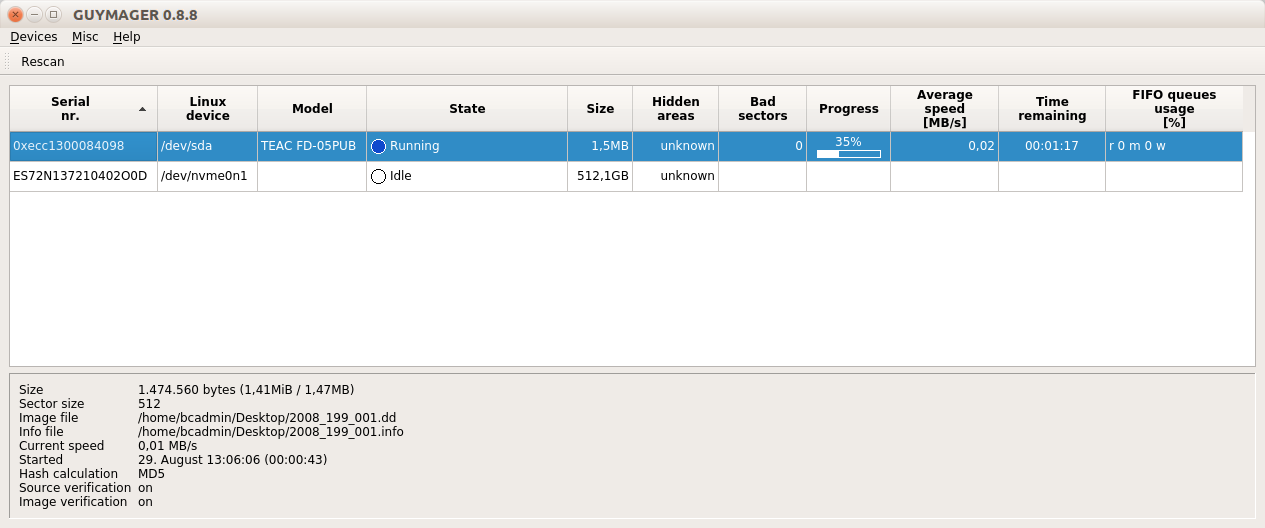 GUYMAGER 0.8.8
Devices Misc Help
Rescan
Serial nr. Linux device Model State Size Hidden areas Bad sectors Progress Average speed [MB/s] Time remaining FIFO queues usage [%]
0xecc1300084098 /dev/sda TEAC FD-05PUB Running 1,5MB unknown 0 35% 0,02 00:01:17 r 0 m 0 w
ES72N137210402O0D /dev/nvme0n1 Idle 512,1GB unknown
Size 1.474.560 bytes (1,41MiB / 1,47MB)
Sector size 512
Image file /home/bcadmin/Desktop/2008_199_001.dd
Info file /home/bcadmin/Desktop/2008_199_001.info
Current speed 0,01 MB/s
Started 29. August 13:06:06 (00:00:43)
Hash calculation MD5
Source verification on
Image verification on